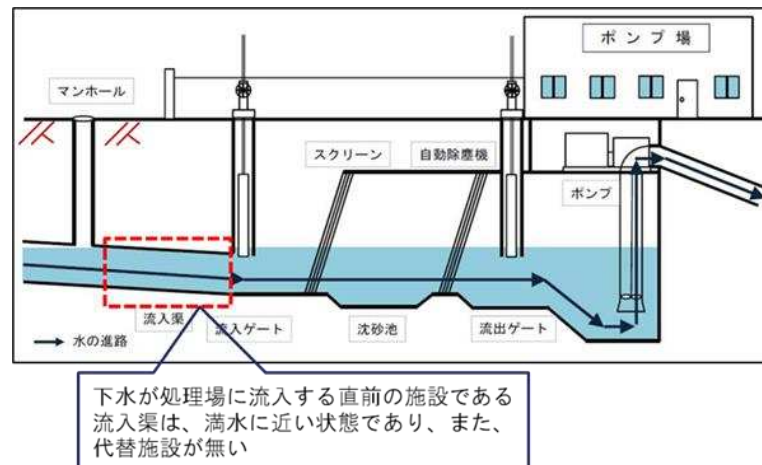 ポンプ場
マンホール
スクリーン
自動除塵機
ポンプ
流入渠
流入ゲート
沈砂池
流出ゲート
水の進路
下水が処理場に流入する直前の施設である
流入渠は、満水に近い状態であり、また、
代替施設が無い